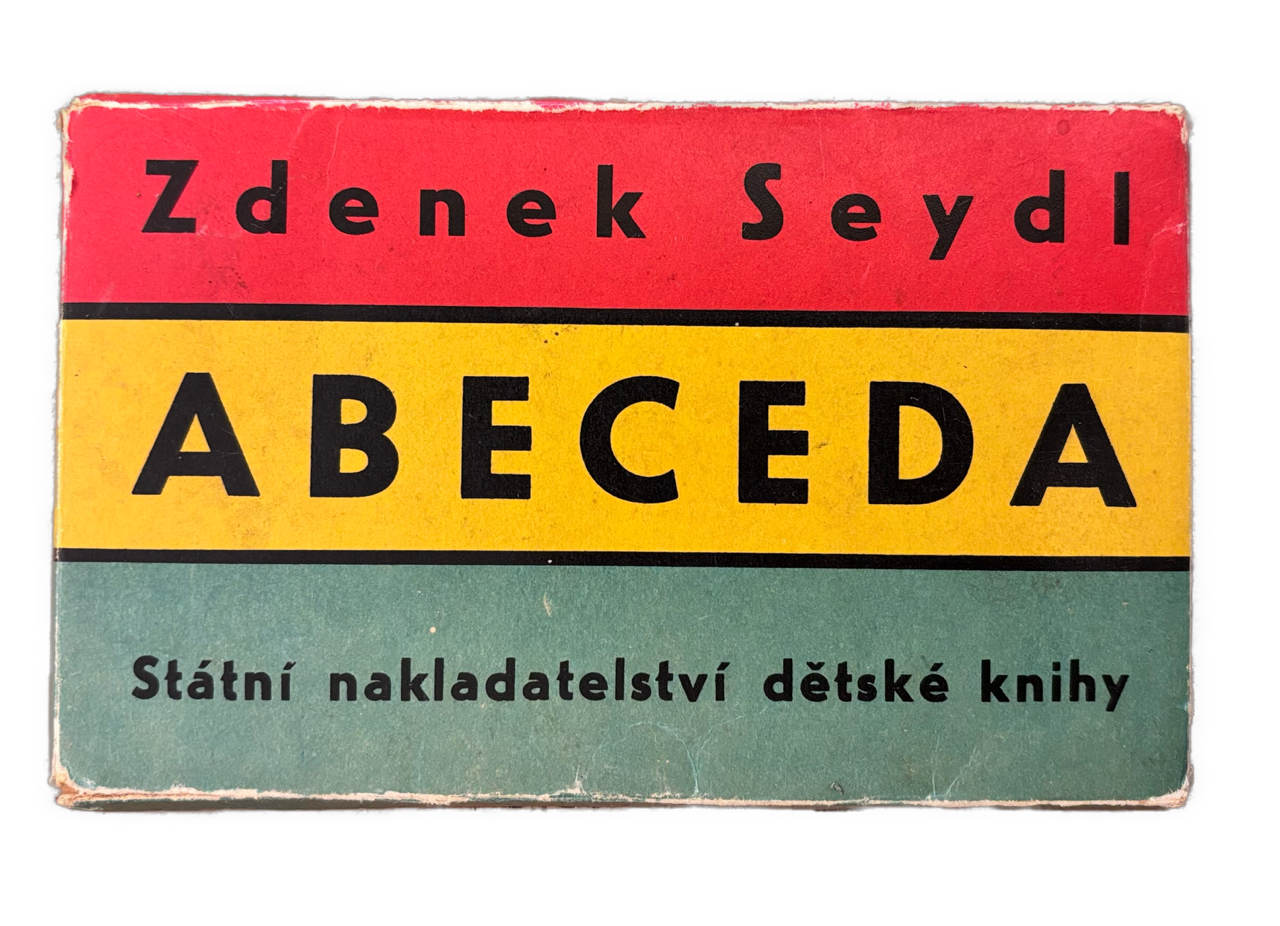 Zdenek Seydl
ABECEDA
Státní nakladatelství dětské knihy